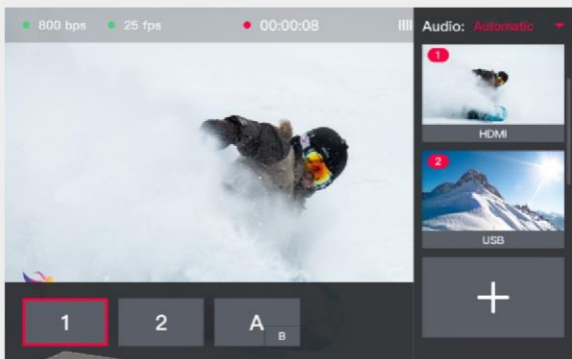 800 bps 25 fps 00:00:08
Audio: Automatic
1
HDMI
2
USB
1 2 A B